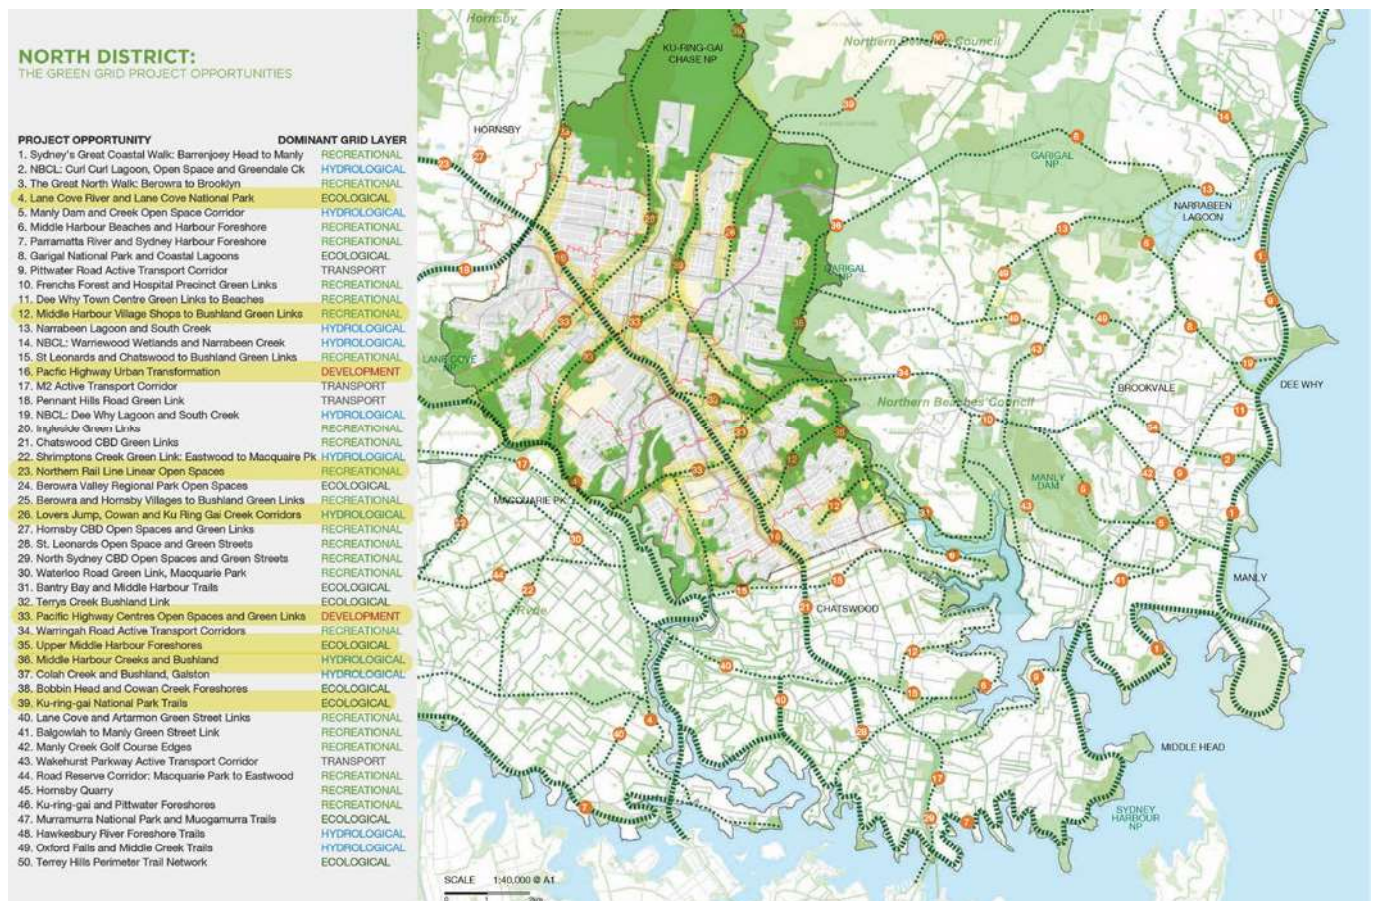 NORTH DISTRICT:
THE GREEN GRID PROJECT OPPORTUNITIES
PROJECT OPPORTUNITY DOMINANT GRID LAYER
1. Sydney's Great Coastal Walk: Barrenjoey Head to Manly RECREATIONAL
2. NBCL: Curl Curl Lagoon, Open Space and Greendale Ck HYDROLOGICAL
3. The Great North Walk: Berowra to Brooklyn RECREATIONAL
4. Lane Cove River and Lane Cove National Park ECOLOGICAL
5. Manly Dam and Creek Open Space Corridor HYDROLOGICAL
6. Middle Harbour Beaches and Harbour Foreshore RECREATIONAL
7. Parramatta River and Sydney Harbour Foreshore RECREATIONAL
8. Garigal National Park and Coastal Lagoons ECOLOGICAL
9. Pittwater Road Active Transport Corridor TRANSPORT
10. Frenchs Forest and Hospital Precinct Green Links RECREATIONAL
11. Dee Why Town Centre Green Links to Beaches RECREATIONAL
12. Middle Harbour Village Shops to Bushland Green Links RECREATIONAL
13. Narrabeen Lagoon and South Creek HYDROLOGICAL
14. NBCL: Warriewood Wetlands and Narrabeen Creek HYDROLOGICAL
15. St Leonards and Chatswood to Bushland Green Links RECREATIONAL
16. Pacfic Highway Urban Transformation DEVELOPMENT
17. M2 Active Transport Corridor TRANSPORT
18. Pennant Hills Road Green Link TRANSPORT
19. NBCL: Dee Why Lagoon and South Creek HYDROLOGICAL
20. Ingleside Green Links RECREATIONAL
21. Chatswood CBD Green Links RECREATIONAL
22. Shrimptons Creek Green Link: Eastwood to Macquaire Pk HYDROLOGICAL
23. Northern Rail Line Linear Open Spaces RECREATIONAL
24. Berowra Valley Regional Park Open Spaces ECOLOGICAL
25. Berowra and Hornsby Villages to Bushland Green Links RECREATIONAL
26. Lovers Jump, Cowan and Ku Ring Gai Creek Corridors HYDROLOGICAL
27. Hornsby CBD Open Spaces and Green Links RECREATIONAL
28. St. Leonards Open Space and Green Streets RECREATIONAL
29. North Sydney CBD Open Spaces and Green Streets RECREATIONAL
30. Waterloo Road Green Link, Macquarie Park RECREATIONAL
31. Bantry Bay and Middle Harbour Trails ECOLOGICAL
32. Terrys Creek Bushland Link ECOLOGICAL
33. Pacific Highway Centres Open Spaces and Green Links DEVELOPMENT
34. Warringah Road Active Transport Corridors RECREATIONAL
35. Upper Middle Harbour Foreshores ECOLOGICAL
36. Middle Harbour Creeks and Bushland HYDROLOGICAL
37. Colah Creek and Bushland, Galston HYDROLOGICAL
38. Bobbin Head and Cowan Creek Foreshores ECOLOGICAL
39. Ku-ring-gai National Park Trails ECOLOGICAL
40. Lane Cove and Artarmon Green Street Links RECREATIONAL
41. Balgowlah to Manly Green Street Link RECREATIONAL
42. Manly Creek Golf Course Edges RECREATIONAL
43. Wakehurst Parkway Active Transport Corridor TRANSPORT
44. Road Reserve Corridor: Macquarie Park to Eastwood RECREATIONAL
45. Hornsby Quarry RECREATIONAL
46. Ku-ring-gai and Pittwater Foreshores RECREATIONAL
47. Murramurra National Park and Muogamurra Trails ECOLOGICAL
48. Hawkesbury River Foreshore Trails HYDROLOGICAL
49. Oxford Falls and Middle Creek Trails HYDROLOGICAL
50. Terrey Hills Perimeter Trail Network ECOLOGICAL
Hornsby
KU-RING-GAI
CHASE NP
Northern Beaches Council
HORNSBY
GARIGAL
NP
NARRABEEN
LAGOON
GARIGAL
NP
LANE COVE
NP
DEE WHY
BROOKVALE
Northern Beaches Council
MANLY
DAM
MACQUARIE PK
MANLY
Ryde
CHATSWOOD
MIDDLE HEAD
SYDNEY
HARBOUR
NP
SCALE 1:40,000 @ A1